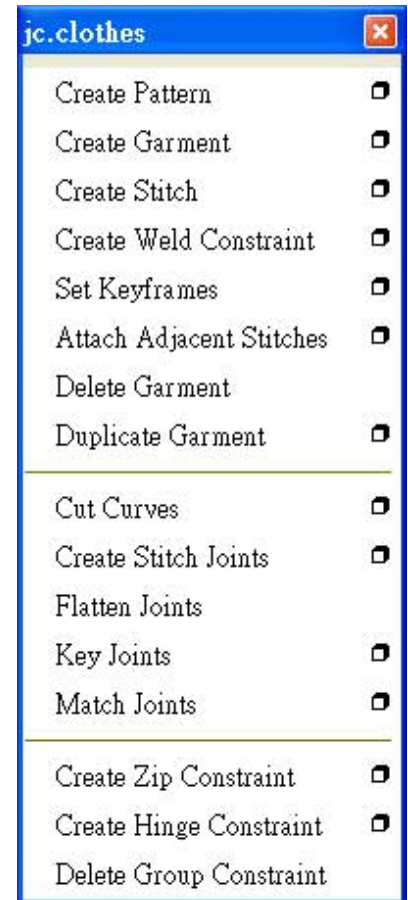 jc.clothes
Create Pattern
Create Garment
Create Stitch
Create Weld Constraint
Set Keyframes
Attach Adjacent Stitches
Delete Garment
Duplicate Garment
Cut Curves
Create Stitch Joints
Flatten Joints
Key Joints
Match Joints
Create Zip Constraint
Create Hinge Constraint
Delete Group Constraint